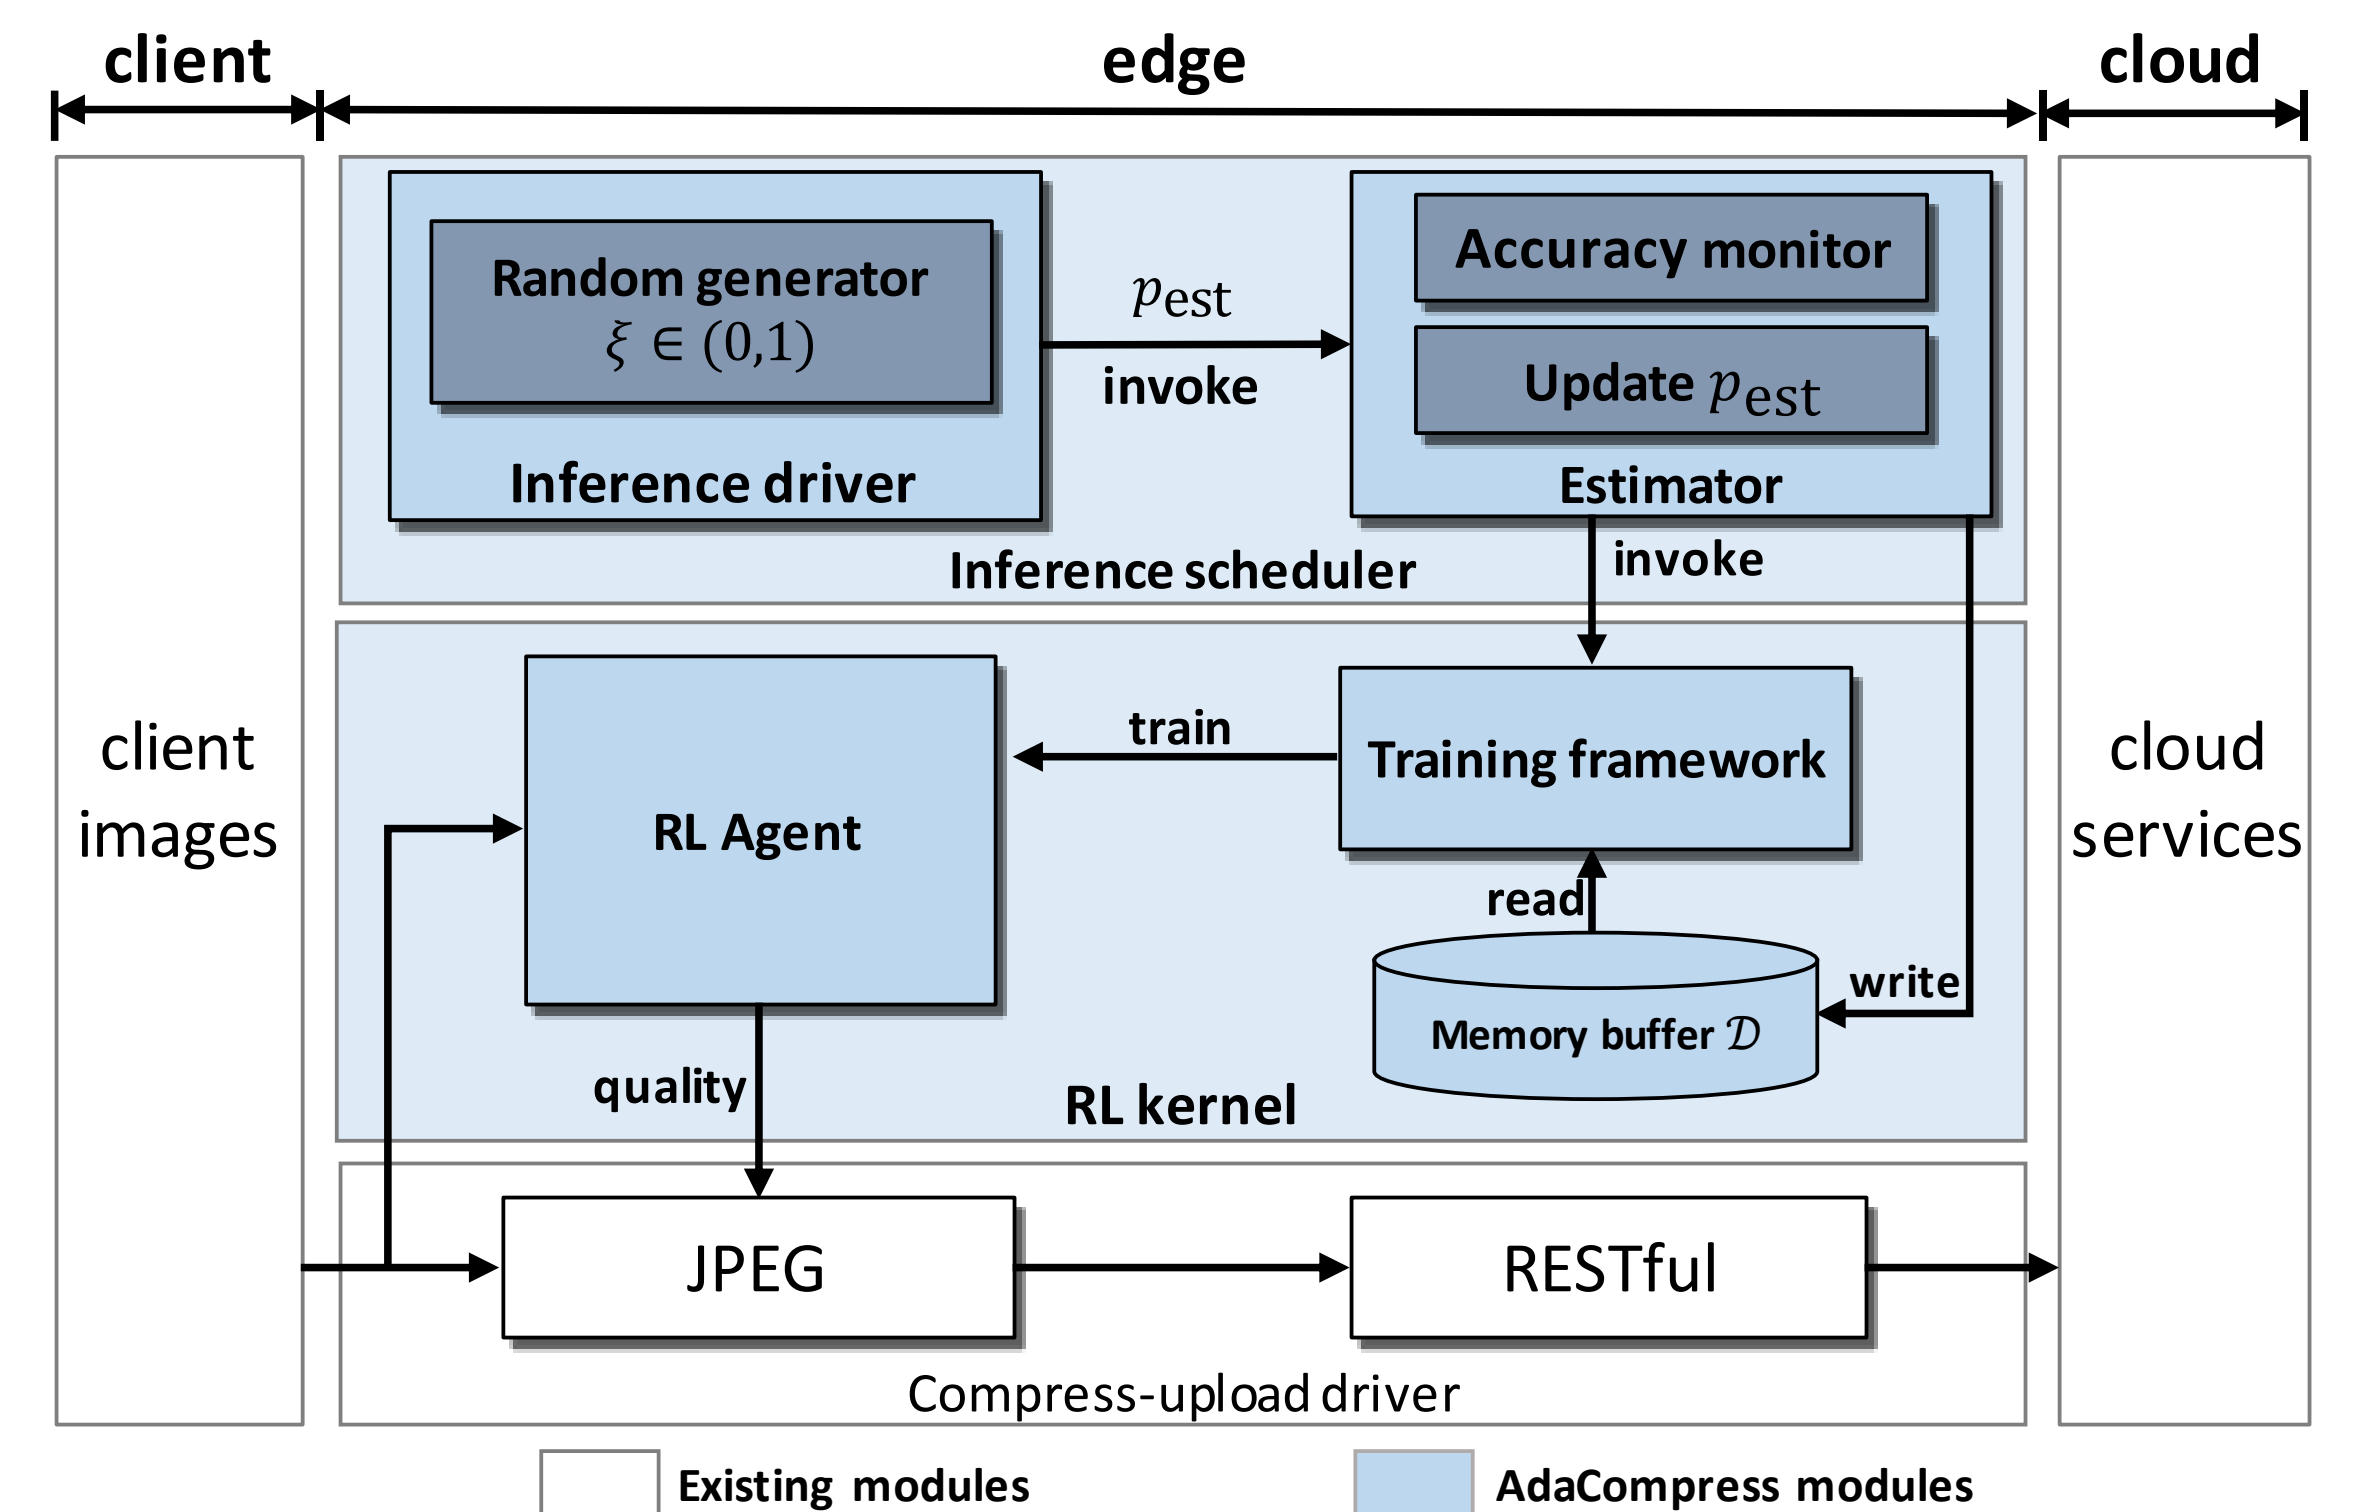 client
edge
cloud
Random generator
ξ ∈ (0,1)
Inference driver
p_est
invoke
Accuracy monitor
Update p_est
Estimator
Inference scheduler
invoke
client
images
RL Agent
train
Training framework
read
write
Memory buffer 𝒟
quality
RL kernel
cloud
services
JPEG
RESTful
Compress-upload driver
Existing modules
AdaCompress modules